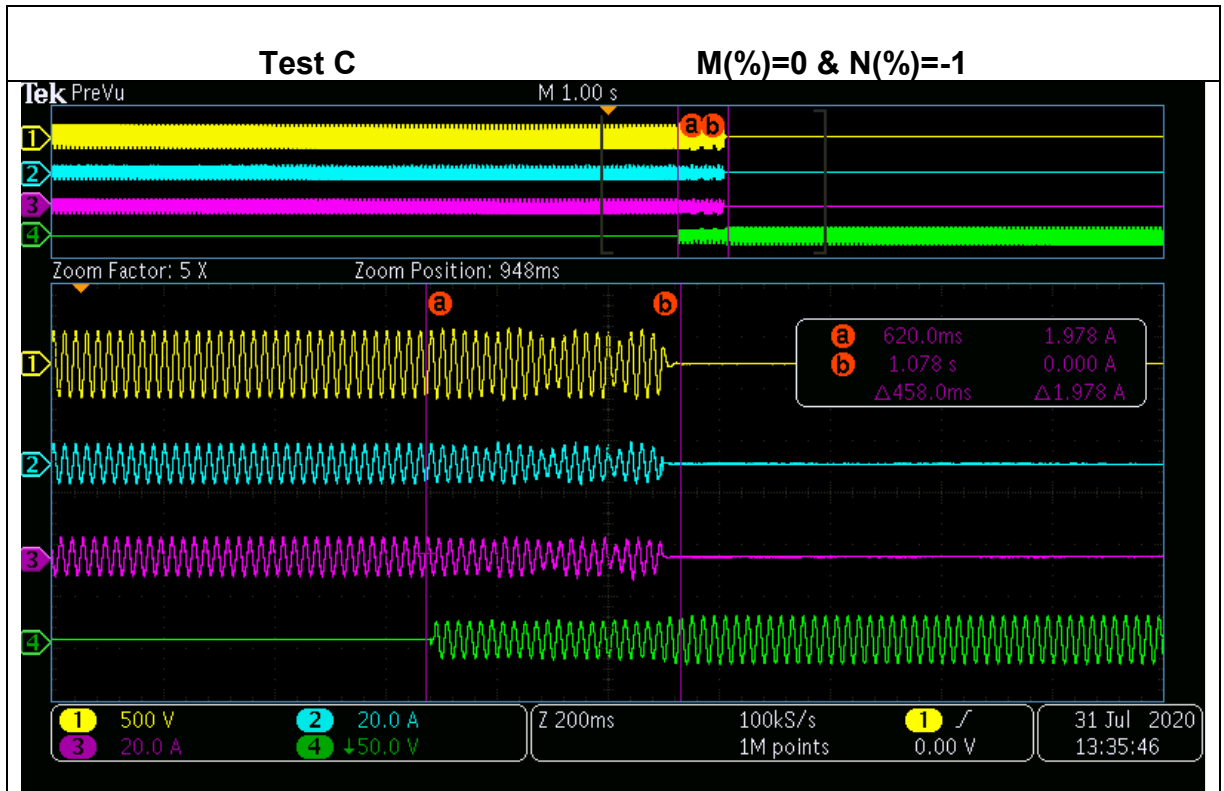 Test C M(%)=0 & N(%)=-1
Tek PreVu M 1.00 s
a b
1
2
3
4
Zoom Factor: 5 X Zoom Position: 948ms
a b
1
a 620.0ms 1.978 A
b 1.078 s 0.000 A
△458.0ms △1.978 A
2
3
4
1 500 V 2 20.0 A Z 200ms 100kS/s 1 ∫ 31 Jul 2020
3 20.0 A 4 ↓50.0 V 1M points 0.00 V 13:35:46